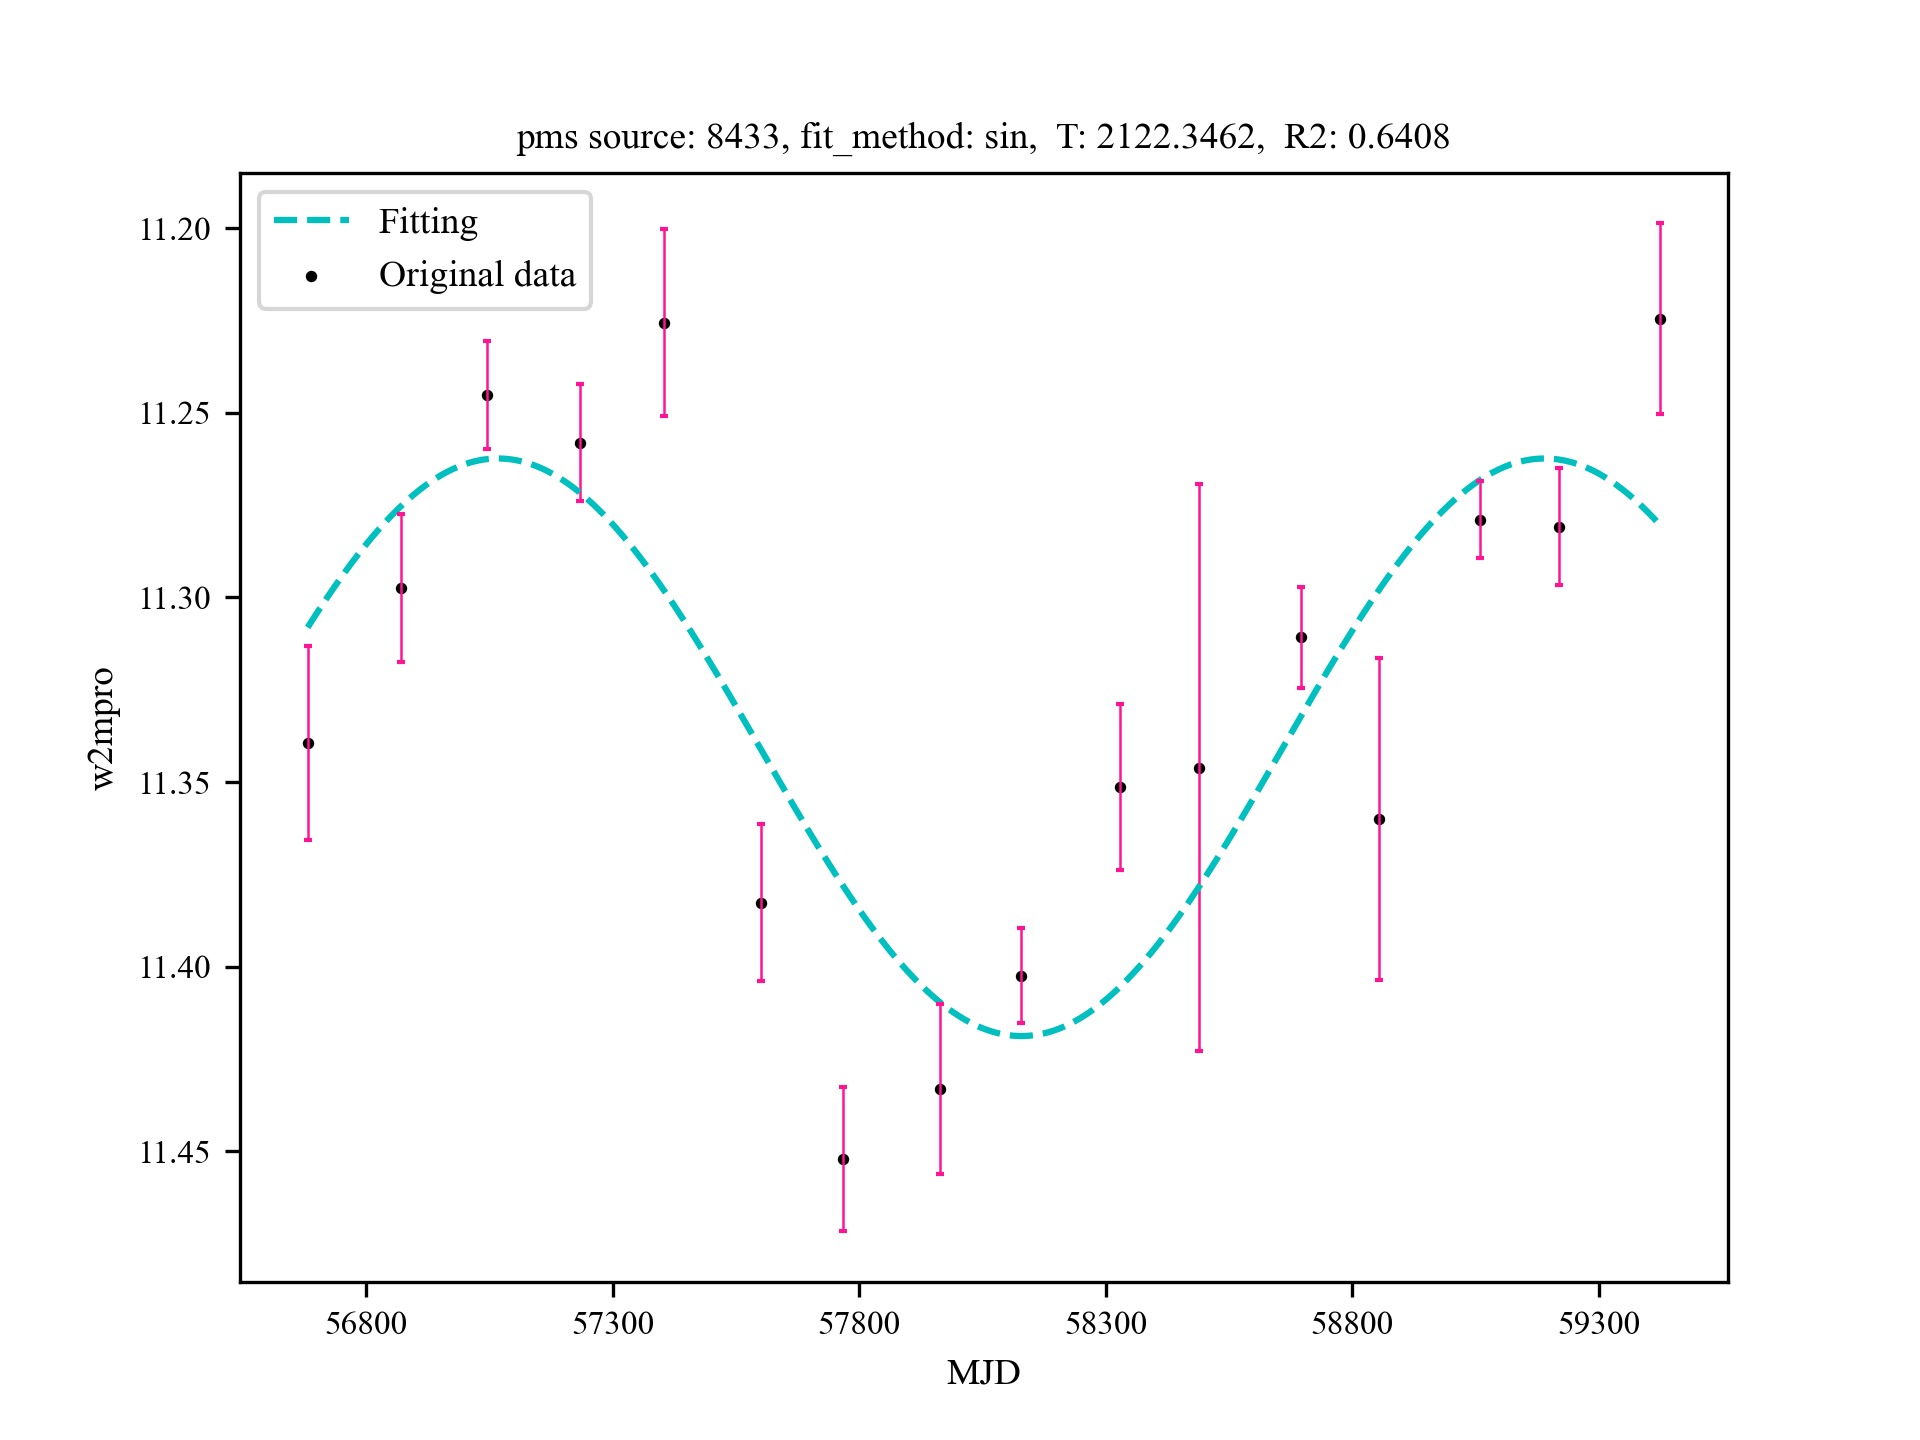 pms source: 8433, fit_method: sin,  T: 2122.3462,  R2: 0.6408
Fitting
Original data
11.20
11.25
11.30
11.35
11.40
11.45
w2mpro
56800 57300 57800 58300 58800 59300
MJD